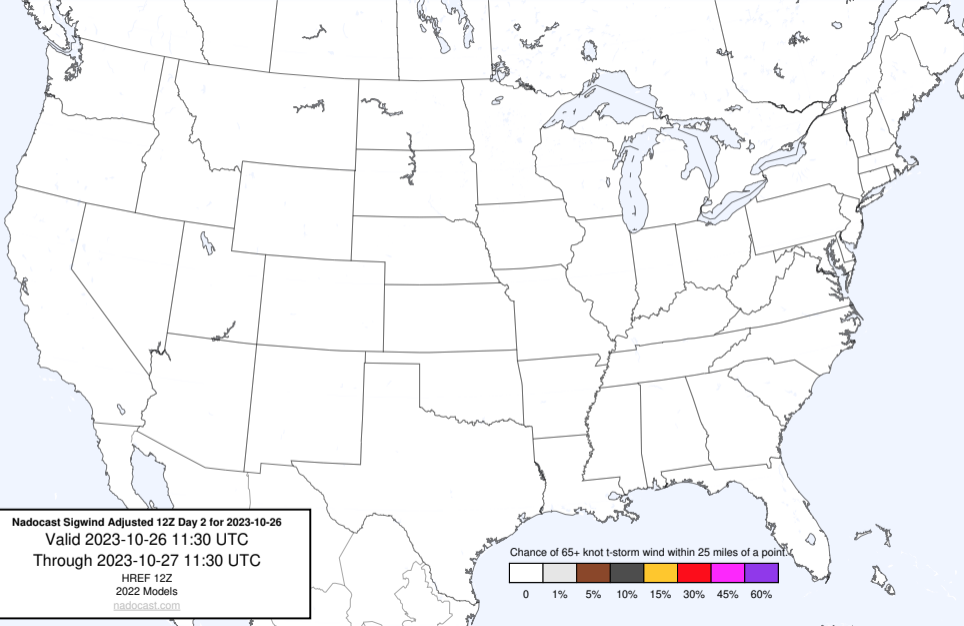 Nadocast Sigwind Adjusted 12Z Day 2 for 2023-10-26
Valid 2023-10-26 11:30 UTC
Through 2023-10-27 11:30 UTC
HREF 12Z
2022 Models
nadocast.com
Chance of 65+ knot t-storm wind within 25 miles of a point.
0 1% 5% 10% 15% 30% 45% 60%